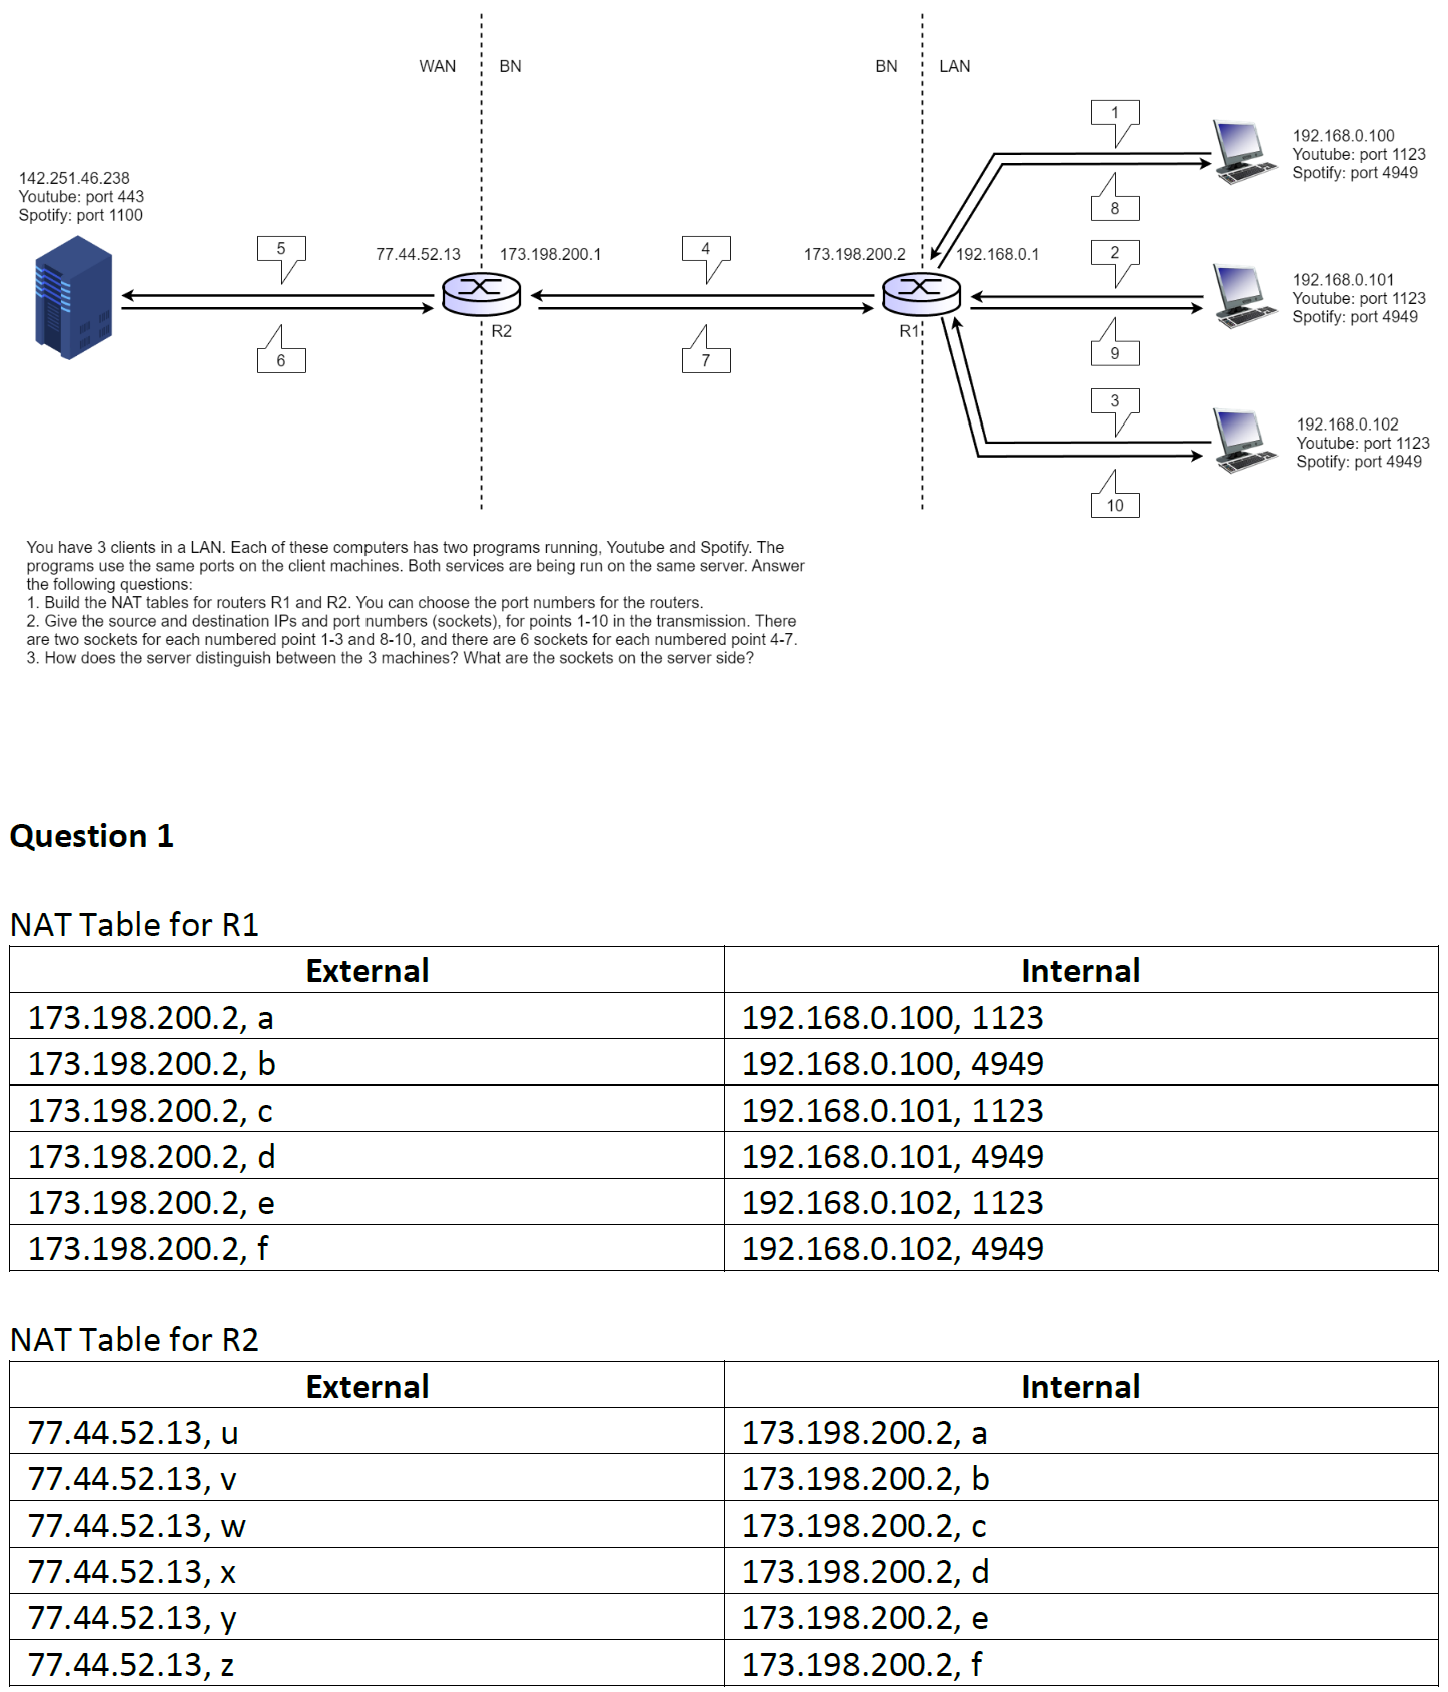 WAN
BN
BN
LAN
1
192.168.0.100
Youtube: port 1123
Spotify: port 4949
8
142.251.46.238
Youtube: port 443
Spotify: port 1100
5
77.44.52.13
173.198.200.1
4
173.198.200.2
192.168.0.1
2
192.168.0.101
Youtube: port 1123
Spotify: port 4949
R2
R1
6
7
9
3
192.168.0.102
Youtube: port 1123
Spotify: port 4949
10
You have 3 clients in a LAN. Each of these computers has two programs running, Youtube and Spotify. The
programs use the same ports on the client machines. Both services are being run on the same server. Answer
the following questions:
1. Build the NAT tables for routers R1 and R2. You can choose the port numbers for the routers.
2. Give the source and destination IPs and port numbers (sockets), for points 1-10 in the transmission. There
are two sockets for each numbered point 1-3 and 8-10, and there are 6 sockets for each numbered point 4-7.
3. How does the server distinguish between the 3 machines? What are the sockets on the server side?
Question 1
NAT Table for R1
External Internal
173.198.200.2, a 192.168.0.100, 1123
173.198.200.2, b 192.168.0.100, 4949
173.198.200.2, c 192.168.0.101, 1123
173.198.200.2, d 192.168.0.101, 4949
173.198.200.2, e 192.168.0.102, 1123
173.198.200.2, f 192.168.0.102, 4949
NAT Table for R2
External Internal
77.44.52.13, u 173.198.200.2, a
77.44.52.13, v 173.198.200.2, b
77.44.52.13, w 173.198.200.2, c
77.44.52.13, x 173.198.200.2, d
77.44.52.13, y 173.198.200.2, e
77.44.52.13, z 173.198.200.2, f